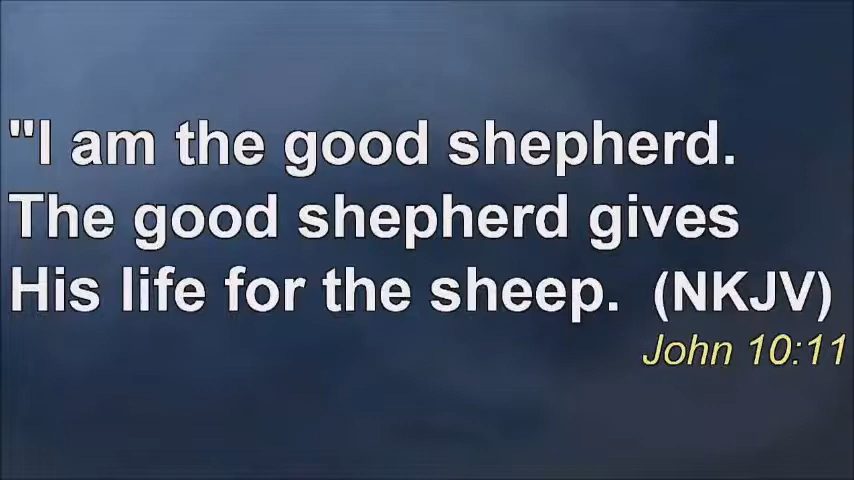 "I am the good shepherd.
The good shepherd gives
His life for the sheep. (NKJV)
John 10:11